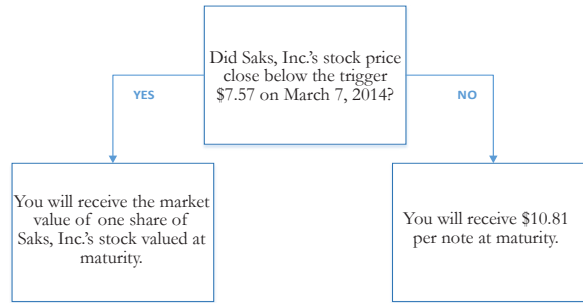 Did Saks, Inc.'s stock price
close below the trigger
$7.57 on March 7, 2014?
YES
NO
You will receive the market
value of one share of
Saks, Inc.'s stock valued at
maturity.
You will receive $10.81
per note at maturity.